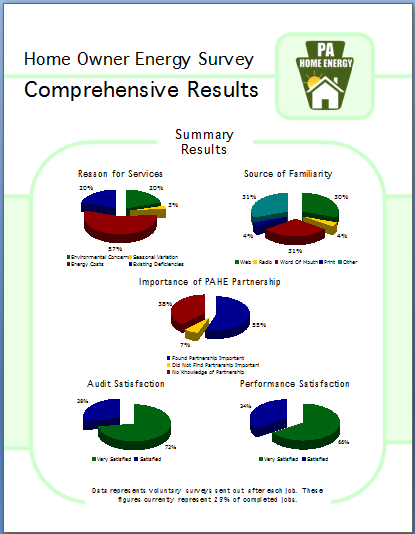 Home Owner Energy Survey
Comprehensive Results
PA
HOME ENERGY
Summary
Results
Reason for Services
20%
20%
3%
57%
Environmental Concern Seasonal Variation
Energy Costs Existing Deficiencies
Source of Familiarity
31%
30%
4%
4%
31%
Web Radio Word Of Mouth Print Other
Importance of PAHE Partnership
38%
55%
7%
Found Partnership Important
Did Not Find Partnership Important
No Knowledge of Partnership
Audit Satisfaction
28%
72%
Very Satisfied Satisfied
Performance Satisfaction
34%
66%
Very Satisfied Satisfied
Data represents voluntary surveys sent out after each job. These
figures currently represent 28% of completed jobs.